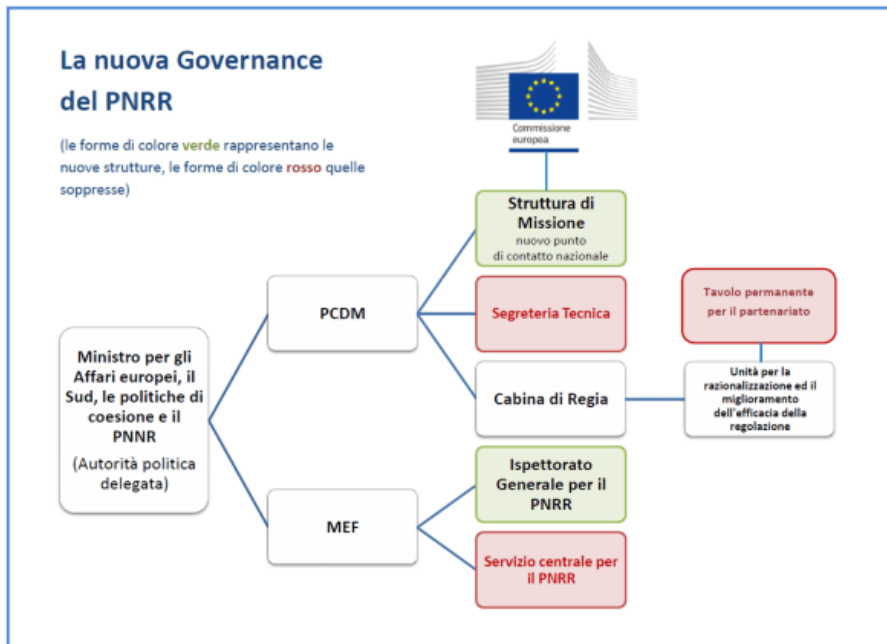 La nuova Governance
del PNRR
(le forme di colore verde rappresentano le
nuove strutture, le forme di colore rosso quelle
soppresse)
Commissione
europea
Struttura di
Missione
nuovo punto
di contatto nazionale
PCDM
Segreteria Tecnica
Tavolo permanente
per il partenariato
Ministro per gli
Affari europei, il
Sud, le politiche di
coesione e il
PNNR
(Autorità politica
delegata)
Cabina di Regia
Unità per la
razionalizzazione ed il
miglioramento
dell'efficacia della
regolazione
Ispettorato
Generale per il
PNRR
MEF
Servizio centrale per
il PNRR